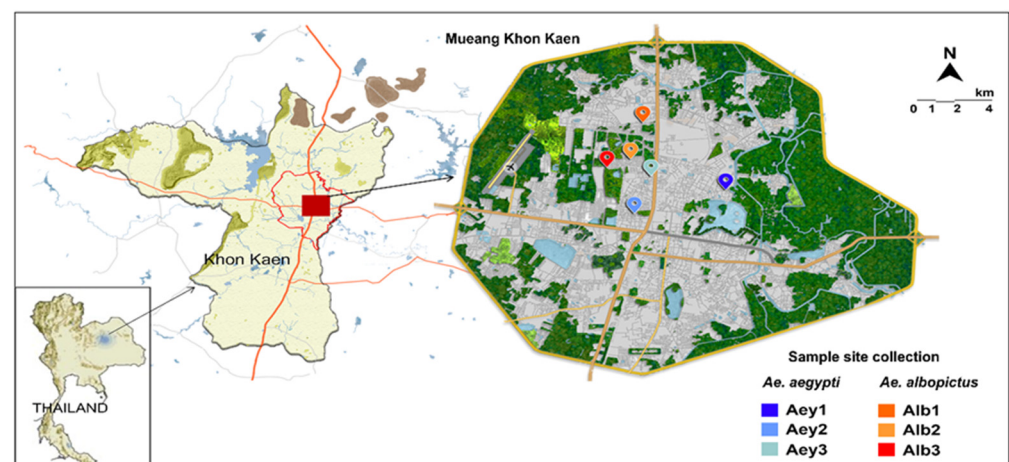 Mueang Khon Kaen
N
km
0 1 2 4
Khon Kaen
THAILAND
Sample site collection
Ae. aegypti Ae. albopictus
Aey1 Alb1
Aey2 Alb2
Aey3 Alb3